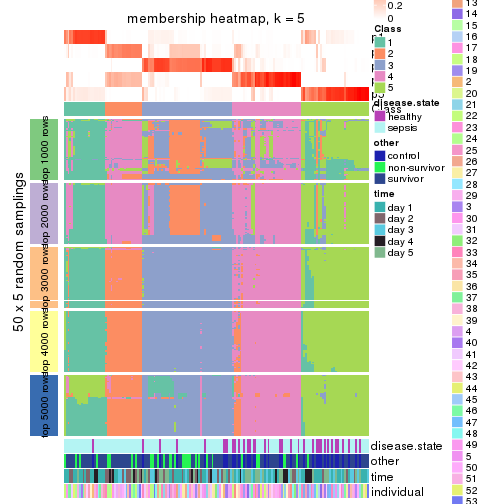 membership heatmap, k = 5
0.2
0
Class
1
2
3
4
5
disease.state
healthy
sepsis
other
control
non-survivor
survivor
time
day 1
day 2
day 3
day 4
day 5
50 x 5 random samplings
top 1000 rows
top 2000 rows
top 3000 rows
top 4000 rows
top 5000 rows
disease.state
other
time
individual
13
14
15
16
17
18
19
2
20
21
22
23
24
25
26
27
28
29
3
30
31
32
33
34
35
36
37
38
39
4
40
41
42
43
44
45
46
47
48
49
5
50
51
52
53